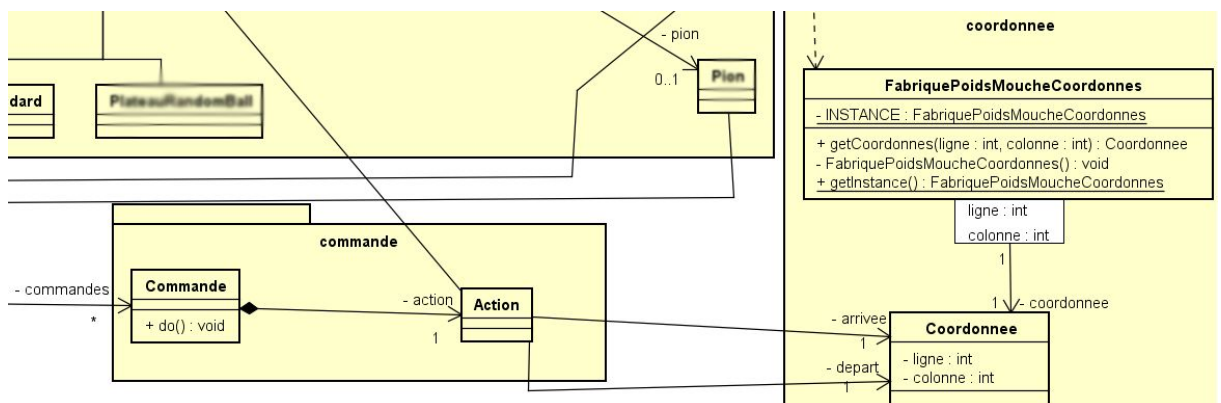 coordonnee
- pion
0..1
Pion
dard
PlateauRandomBall
FabriquePoidsMoucheCoordonnes
- INSTANCE : FabriquePoidsMoucheCoordonnes
+ getCoordonnes(ligne : int, colonne : int) : Coordonnee
- FabriquePoidsMoucheCoordonnes() : void
+ getInstance() : FabriquePoidsMoucheCoordonnes
ligne : int
colonne : int
1
1
- coordonnee
commande
- commandes
*
Commande
+ do() : void
- action
1
Action
- arrivee
1
- depart
1
Coordonnee
- ligne : int
- colonne : int